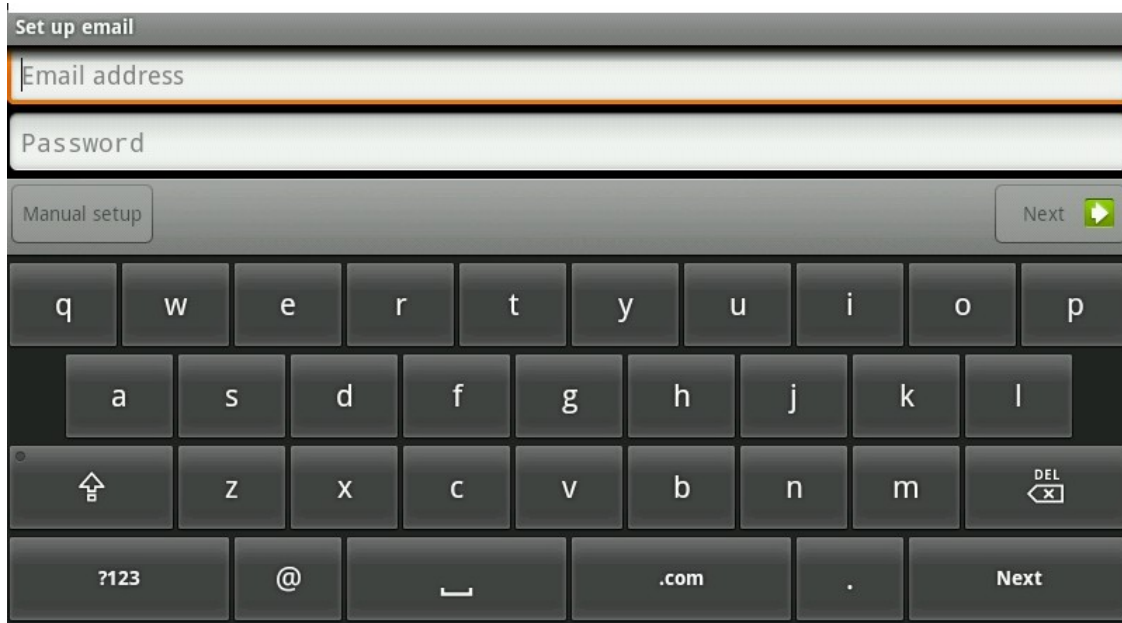 Set up email
Email address
Password
Manual setup Next
q w e r t y u i o p
a s d f g h j k l
z x c v b n m DEL
?123 @ .com . Next